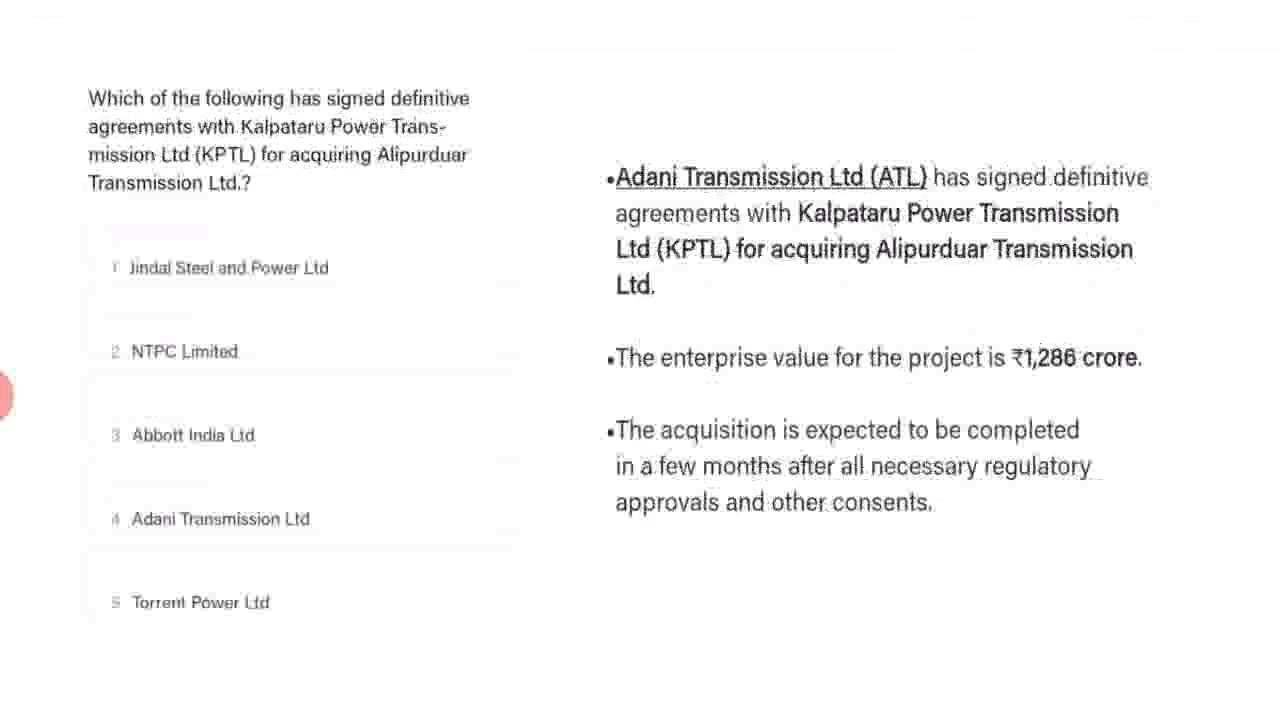 Which of the following has signed definitive
agreements with Kalpataru Power Trans-
mission Ltd (KPTL) for acquiring Alipurduar
Transmission Ltd.?
1 Jindal Steel and Power Ltd
2 NTPC Limited
3 Abbott India Ltd
4 Adani Transmission Ltd
5 Torrent Power Ltd
•Adani Transmission Ltd (ATL) has signed definitive
agreements with Kalpataru Power Transmission
Ltd (KPTL) for acquiring Alipurduar Transmission
Ltd.
•The enterprise value for the project is ₹1,286 crore.
•The acquisition is expected to be completed
in a few months after all necessary regulatory
approvals and other consents.